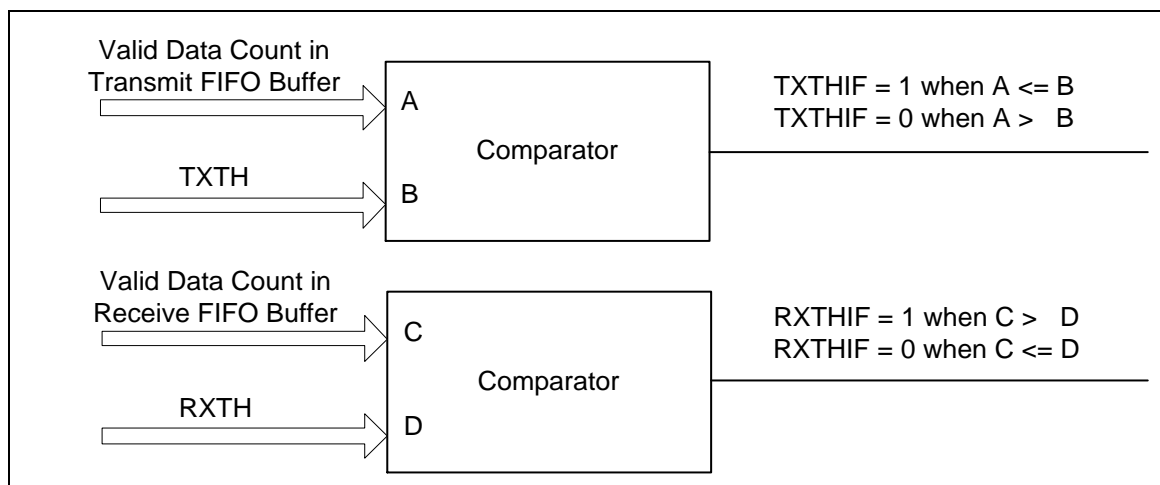 Valid Data Count in
Transmit FIFO Buffer
A
TXTH
B
Comparator
TXTHIF = 1 when A <= B
TXTHIF = 0 when A > B
Valid Data Count in
Receive FIFO Buffer
C
RXTH
D
Comparator
RXTHIF = 1 when C > D
RXTHIF = 0 when C <= D